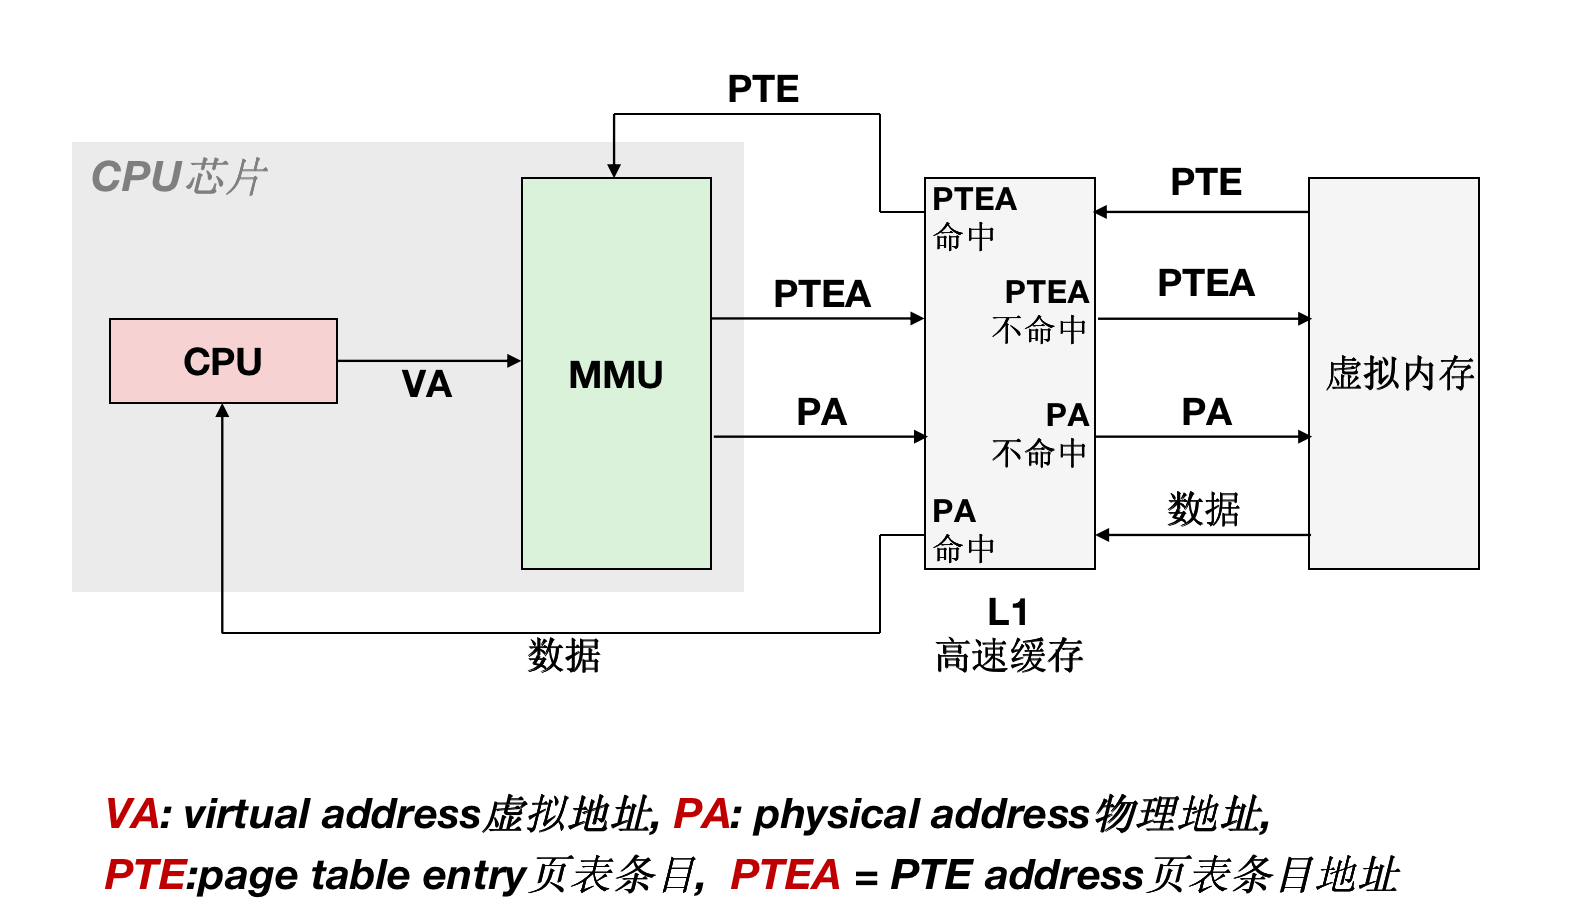 PTE
CPU芯片
PTE
PTEA
命中
PTEA
PTEA
PTEA
不命中
CPU
VA
MMU
虚拟内存
PA
PA
不命中
PA
PA
命中
数据
L1
高速缓存
数据
VA: virtual address虚拟地址, PA: physical address物理地址,
PTE:page table entry页表条目, PTEA = PTE address页表条目地址